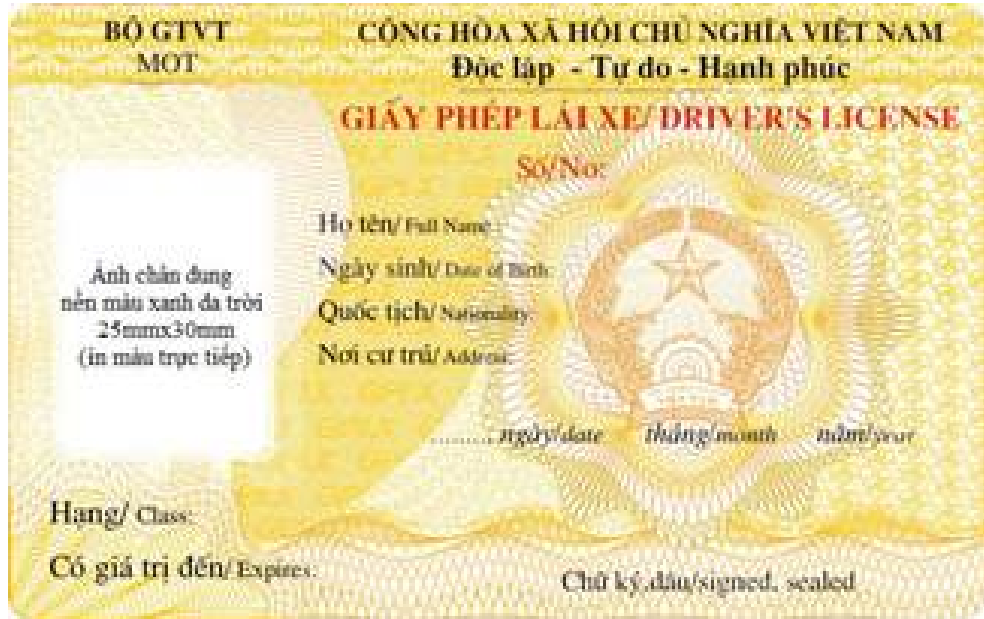 BỘ GTVT
MOT
CỘNG HÒA XÃ HỘI CHỦ NGHĨA VIỆT NAM
Độc lập - Tự do - Hạnh phúc
GIẤY PHÉP LÁI XE/ DRIVER'S LICENSE
Số/No:
Họ tên/ Full Name:
Ngày sinh/ Date of Birth:
Quốc tịch/ Nationality:
Nơi cư trú/ Address:
Ảnh chân dung
nền màu xanh da trời
25mmx30mm
(in màu trực tiếp)
......... ngày/date tháng/month năm/year
Hạng/ Class:
Có giá trị đến/ Expires:
Chữ ký,dấu/signed, sealed